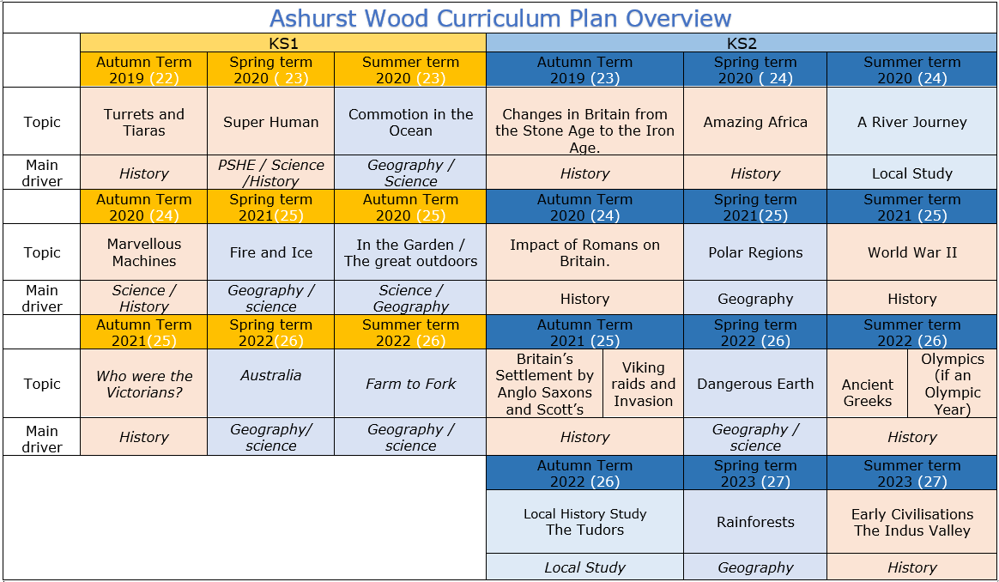 Ashurst Wood Curriculum Plan Overview
KS1
KS2
Autumn Term
2019 (22)
Spring term
2020 ( 23)
Summer term
2020 (23)
Autumn Term
2019 (23)
Spring term
2020 ( 24)
Summer term
2020 (24)
Topic
Turrets and
Tiaras
Super Human
Commotion in the
Ocean
Changes in Britain from
the Stone Age to the Iron
Age.
Amazing Africa
A River Journey
Main
driver
History
PSHE / Science
/History
Geography /
Science
History
History
Local Study
Autumn Term
2020 (24)
Spring term
2021(25)
Autumn Term
2020 (25)
Autumn Term
2020 (24)
Spring term
2021(25)
Summer term
2021 (25)
Topic
Marvellous
Machines
Fire and Ice
In the Garden /
The great outdoors
Impact of Romans on
Britain.
Polar Regions
World War II
Main
driver
Science /
History
Geography /
science
Science /
Geography
History
Geography
History
Autumn Term
2021(25)
Spring term
2022(26)
Summer term
2022 (26)
Autumn Term
2021 (25)
Spring term
2022 (26)
Summer term
2022 (26)
Topic
Who were the
Victorians?
Australia
Farm to Fork
Britain’s
Settlement by
Anglo Saxons
and Scott’s
Viking
raids and
Invasion
Dangerous Earth
Ancient
Greeks
Olympics
(if an
Olympic
Year)
Main
driver
History
Geography/
science
Geography /
science
History
Geography /
science
History
Autumn Term
2022 (26)
Spring term
2023 (27)
Summer term
2023 (27)
Local History Study
The Tudors
Rainforests
Early Civilisations
The Indus Valley
Local Study
Geography
History